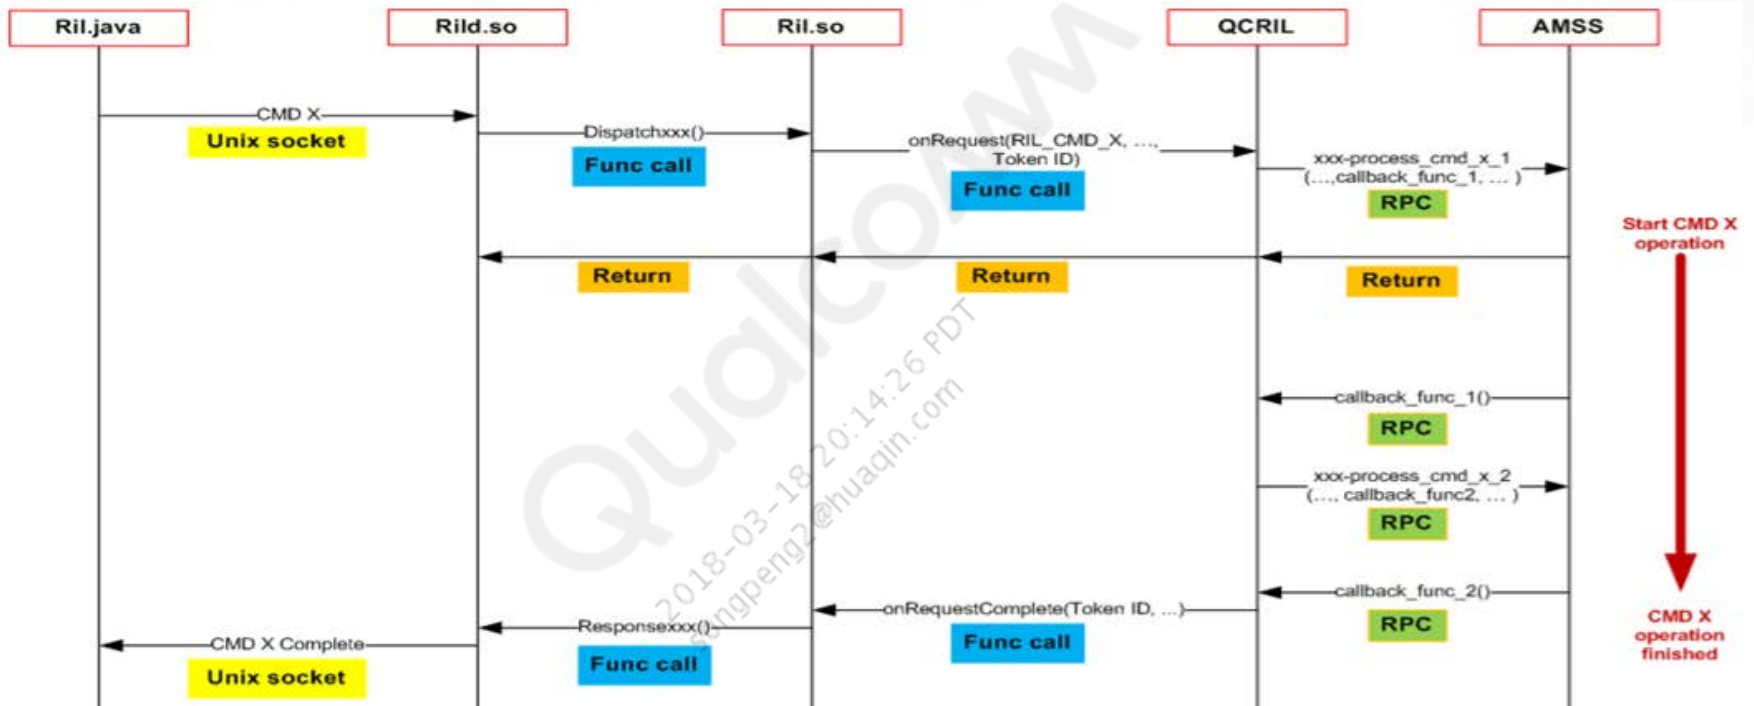 Ril.java
Rild.so
Ril.so
QCRIL
AMSS
CMD X
Unix socket
Dispatchxxx()
Func call
onRequest(RIL_CMD_X, ...,
Token ID)
Func call
xxx-process_cmd_x_1
(...,callback_func_1, ... )
RPC
Start CMD X
operation
Return
Return
Return
callback_func_1()
RPC
xxx-process_cmd_x_2
(..., callback_func2, ... )
RPC
callback_func_2()
RPC
onRequestComplete(Token ID, ...)
Func call
Responsexxx()
Func call
CMD X Complete
Unix socket
CMD X
operation
finished
Qualcomm
2018-03-18 20:14:26 PDT
songpeng2@huaqin.com